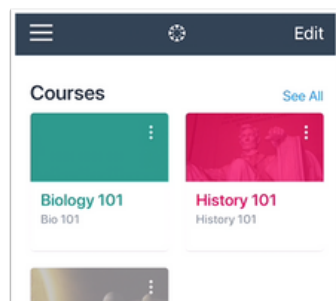 Edit
Courses
See All
Biology 101
Bio 101
History 101
History 101